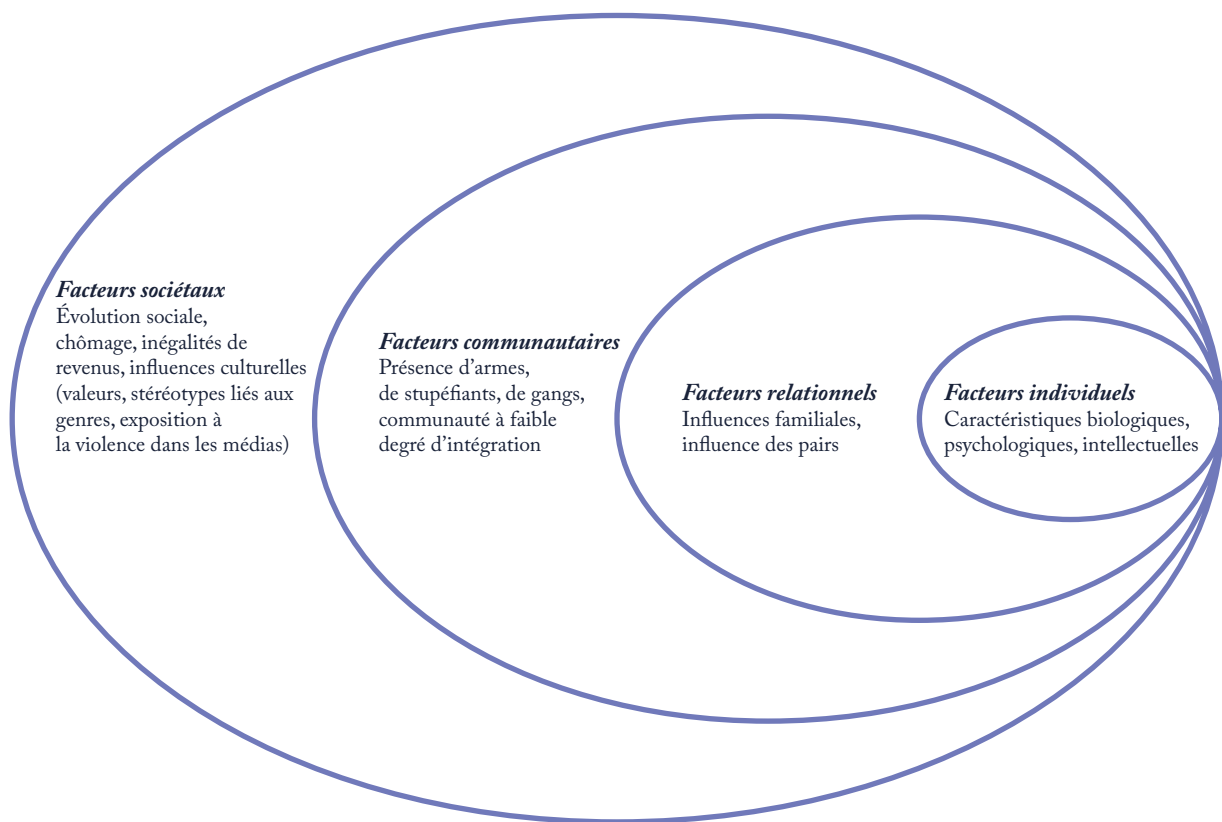 Facteurs sociétaux
Évolution sociale,
chômage, inégalités de
revenus, influences culturelles
(valeurs, stéréotypes liés aux
genres, exposition à
la violence dans les médias)
Facteurs communautaires
Présence d'armes,
de stupéfiants, de gangs,
communauté à faible
degré d'intégration
Facteurs relationnels
Influences familiales,
influence des pairs
Facteurs individuels
Caractéristiques biologiques,
psychologiques, intellectuelles